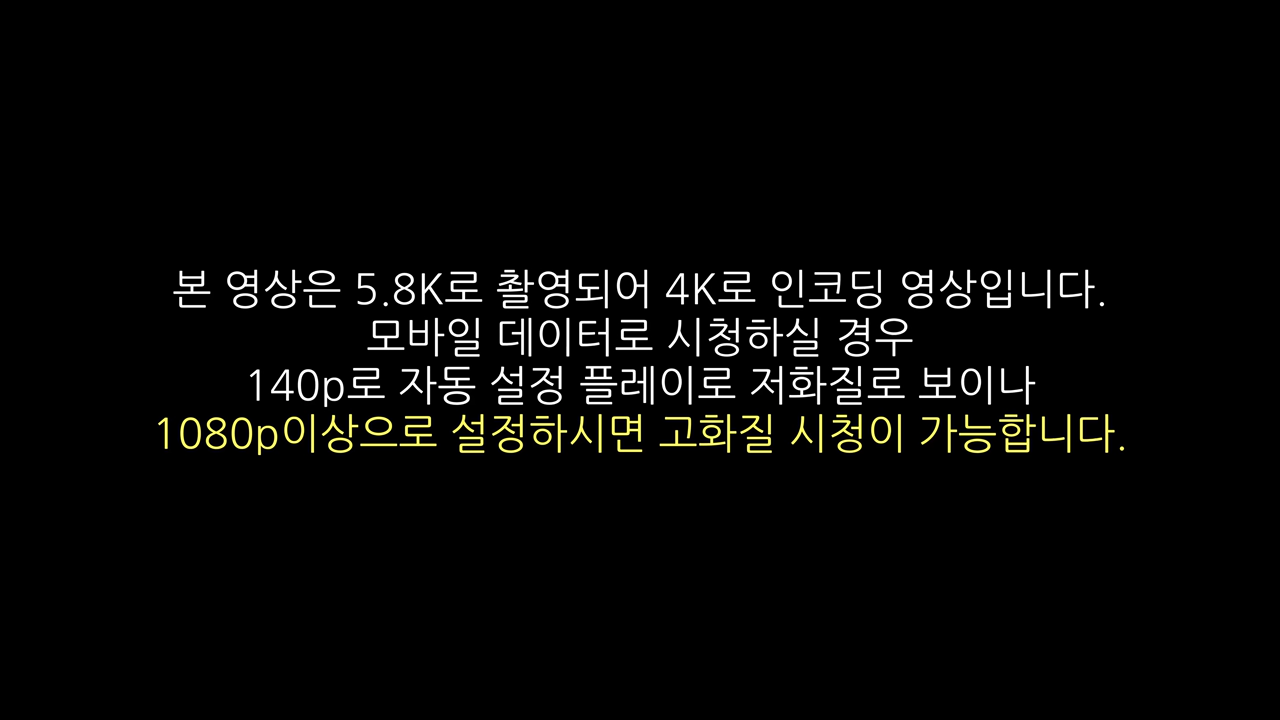 본 영상은 5.8K로 촬영되어 4K로 인코딩 영상입니다.
모바일 데이터로 시청하실 경우
140p로 자동 설정 플레이로 저화질로 보이나
1080p이상으로 설정하시면 고화질 시청이 가능합니다.